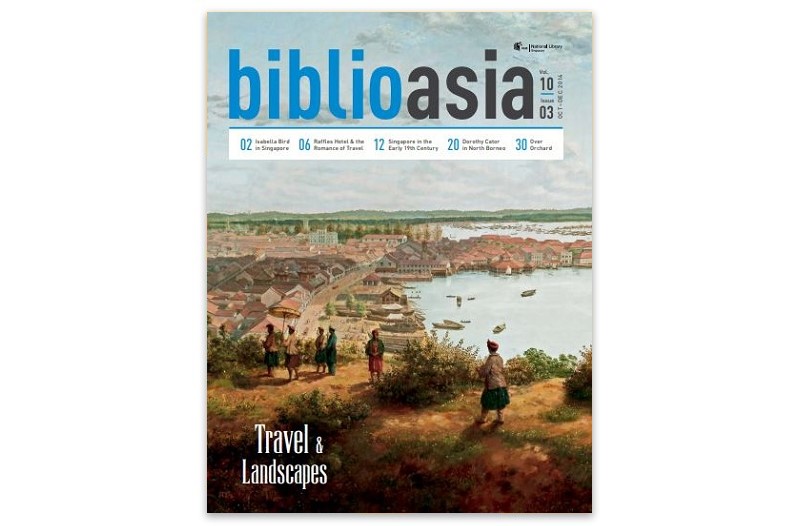 National Library
Singapore
biblioasia
Vol.
10
Issue
03
OCT–DEC 2014
02 Isabella Bird
in Singapore
06 Raffles Hotel & the
Romance of Travel
12 Singapore in the
Early 19th Century
20 Dorothy Cator
in North Borneo
30 Over
Orchard
Travel &
Landscapes